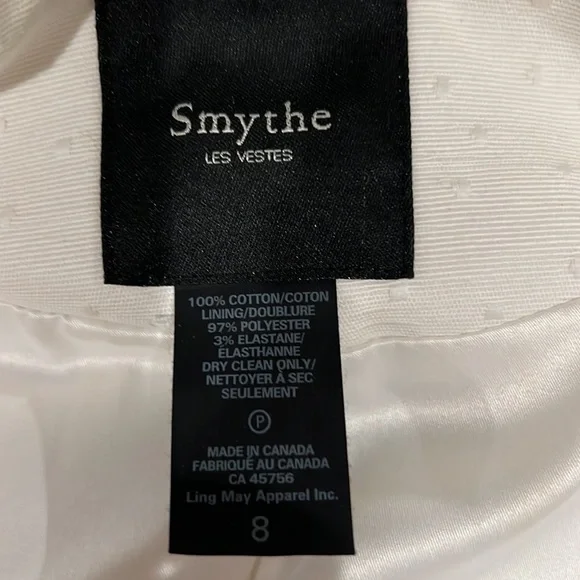 Smythe
LES VESTES
100% COTTON/COTON
LINING/DOUBLURE
97% POLYESTER
3% ELASTANE/
ÉLASTHANNE
DRY CLEAN ONLY/
NETTOYER À SEC
SEULEMENT
P
MADE IN CANADA
FABRIQUÉ AU CANADA
CA 45756
Ling May Apparel Inc.
8